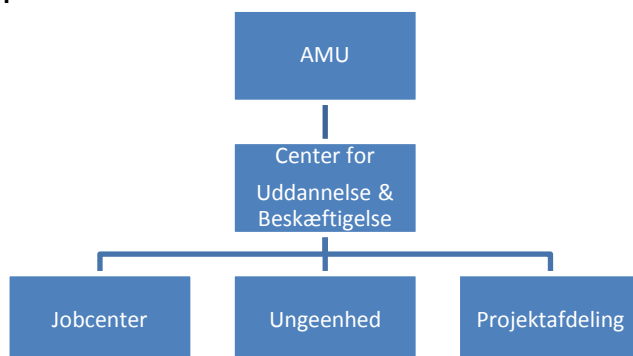 AMU
Center for
Uddannelse &
Beskæftigelse
Jobcenter
Ungeenhed
Projektafdeling